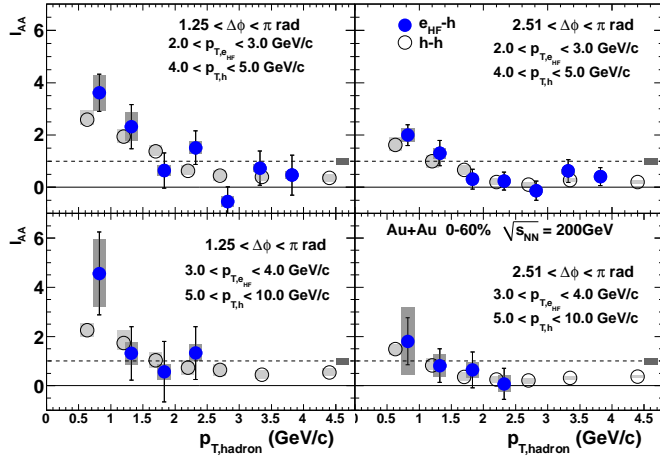 I_AA
6
4
2
0
1.25 < Δϕ < π rad
2.0 < p_T,e_HF < 3.0 GeV/c
4.0 < p_T,h < 5.0 GeV/c
e_HF-h
h-h
2.51 < Δϕ < π rad
2.0 < p_T,e_HF < 3.0 GeV/c
4.0 < p_T,h < 5.0 GeV/c
I_AA
6
4
2
0
1.25 < Δϕ < π rad
3.0 < p_T,e_HF < 4.0 GeV/c
5.0 < p_T,h < 10.0 GeV/c
Au+Au 0-60% √s_NN = 200GeV
2.51 < Δϕ < π rad
3.0 < p_T,e_HF < 4.0 GeV/c
5.0 < p_T,h < 10.0 GeV/c
0 0.5 1 1.5 2 2.5 3 3.5 4 4.5
0.5 1 1.5 2 2.5 3 3.5 4 4.5
p_T,hadron (GeV/c)
p_T,hadron (GeV/c)